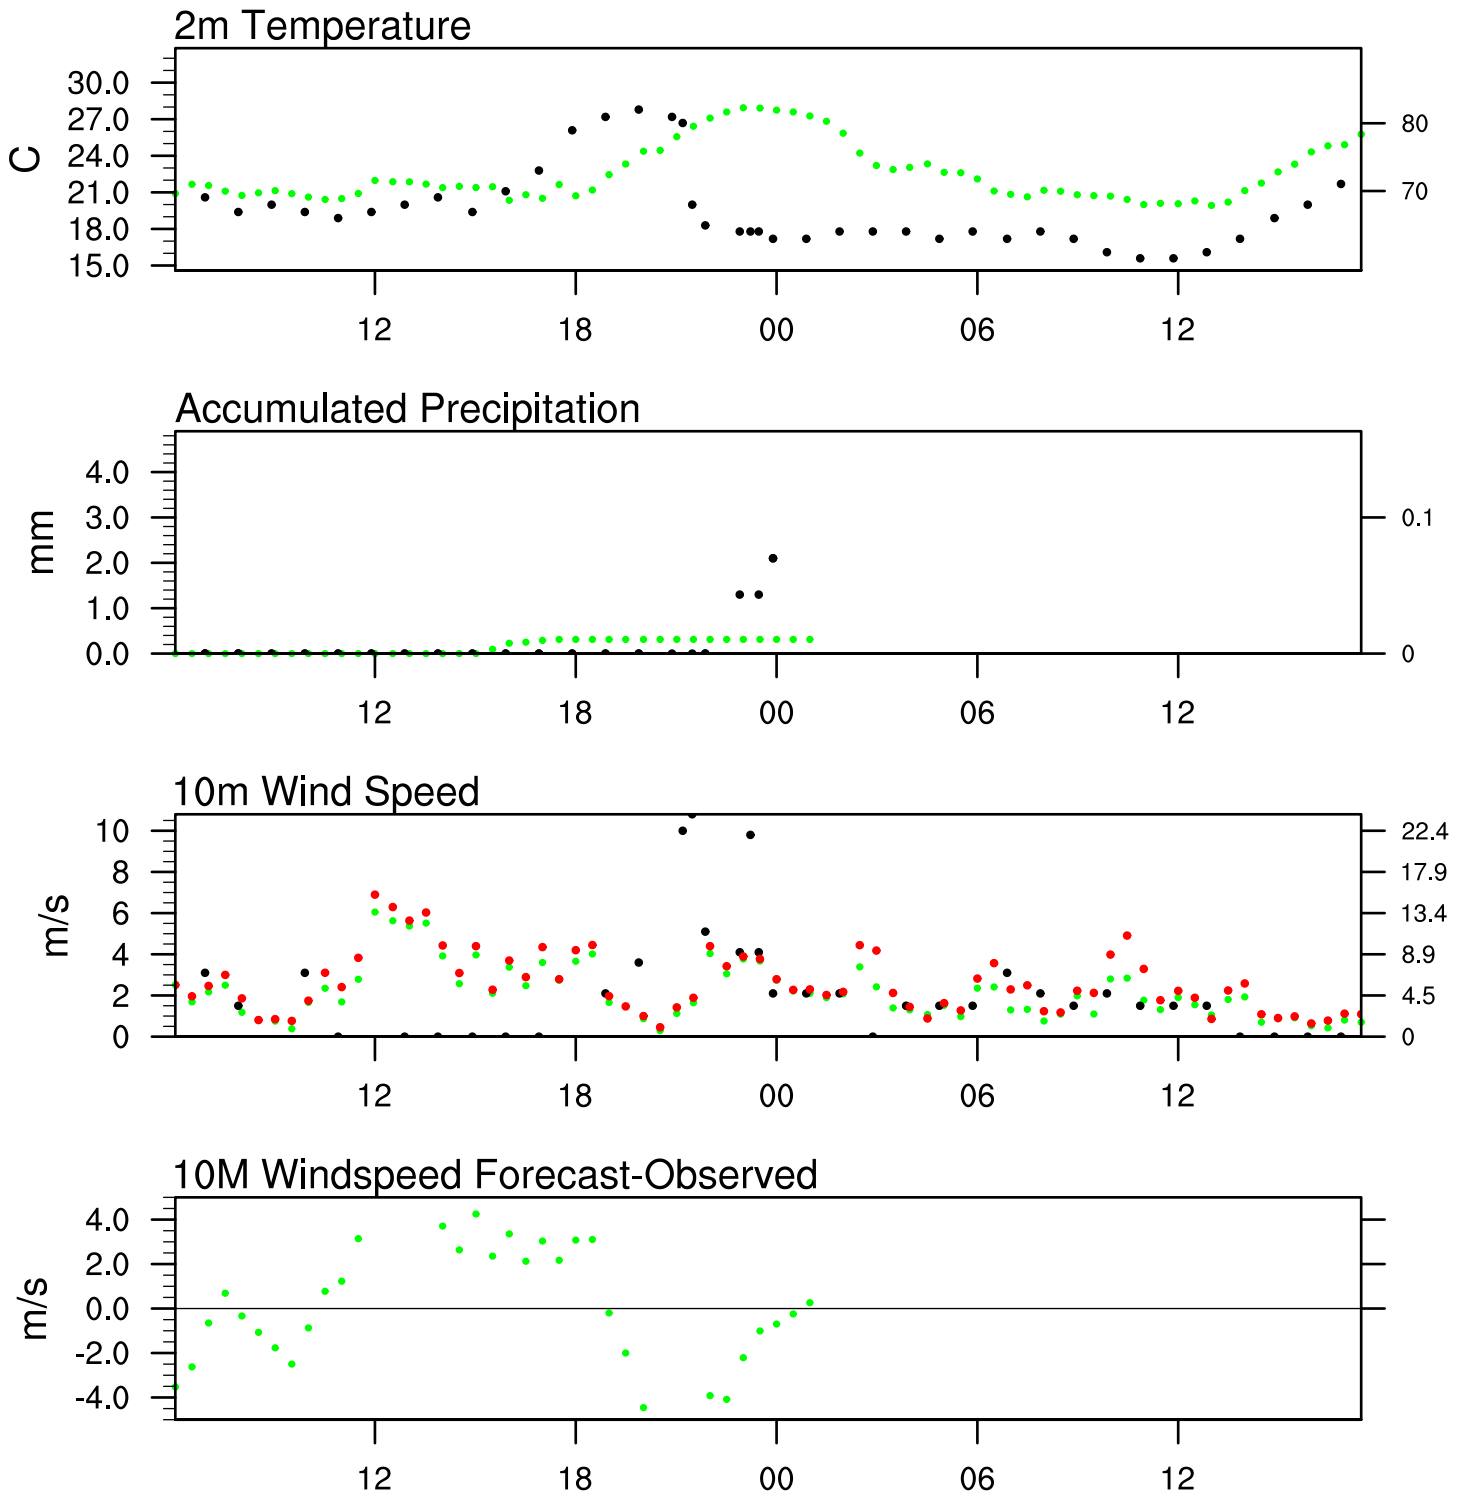 2m Temperature
30.0
27.0
24.0
21.0
18.0
15.0
C
80
70
12 18 00 06 12
Accumulated Precipitation
4.0
3.0
2.0
1.0
0.0
mm
0.1
0
12 18 00 06 12
10m Wind Speed
10
8
6
4
2
0
m/s
22.4
17.9
13.4
8.9
4.5
0
12 18 00 06 12
10M Windspeed Forecast-Observed
4.0
2.0
0.0
-2.0
-4.0
m/s
12 18 00 06 12